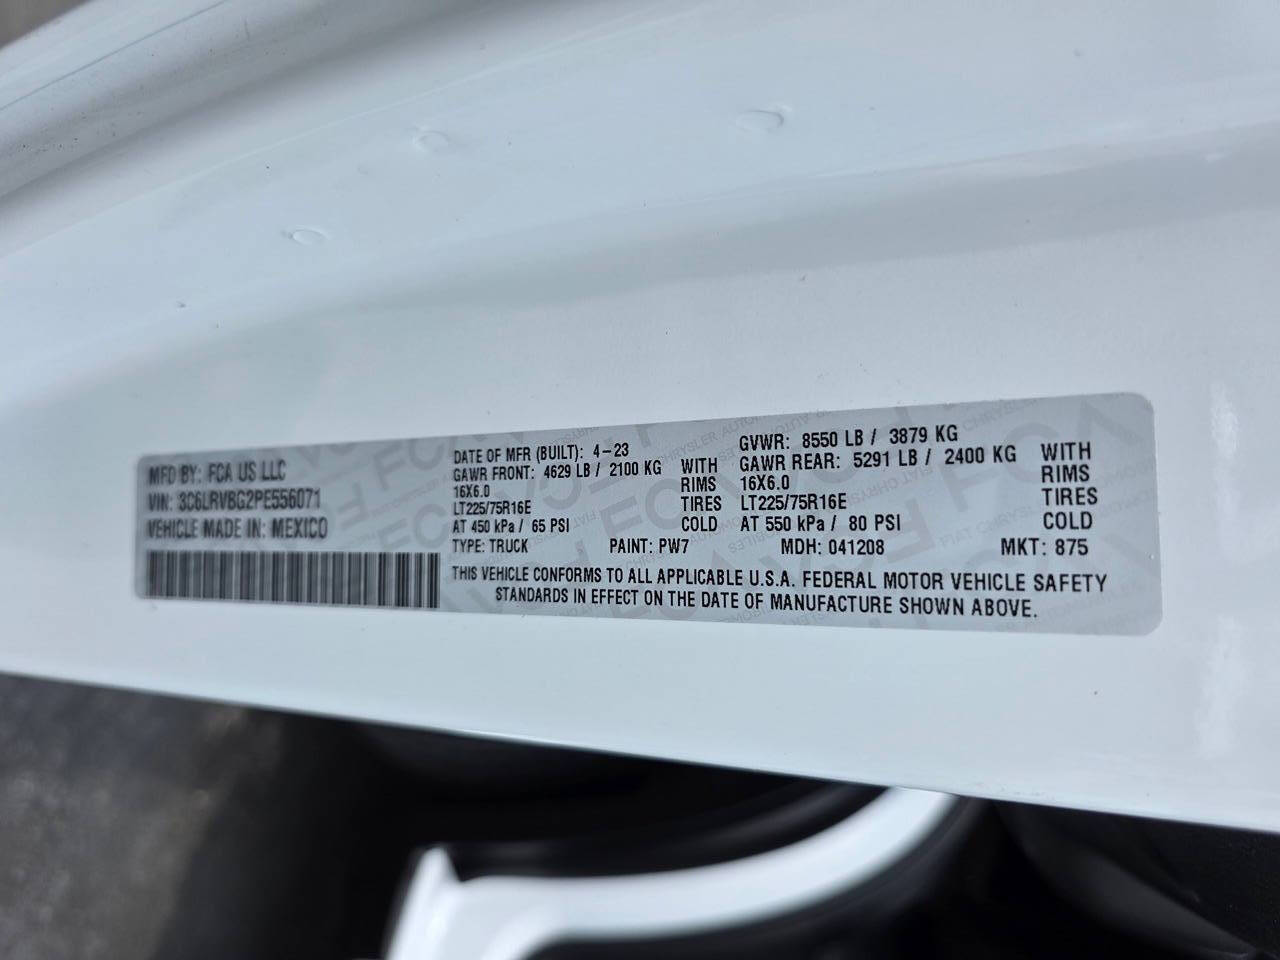 MFD BY: FCA US LLC
VIN: 3C6LRVBG2PE556071
VEHICLE MADE IN: MEXICO
DATE OF MFR (BUILT): 4-23
GAWR FRONT: 4629 LB / 2100 KG WITH
16X6.0 RIMS
LT225/75R16E TIRES
AT 450 kPa / 65 PSI COLD
GVWR: 8550 LB / 3879 KG
GAWR REAR: 5291 LB / 2400 KG WITH
16X6.0 RIMS
LT225/75R16E TIRES
AT 550 kPa / 80 PSI COLD
TYPE: TRUCK PAINT: PW7 MDH: 041208 MKT: 875
THIS VEHICLE CONFORMS TO ALL APPLICABLE U.S.A. FEDERAL MOTOR VEHICLE SAFETY
STANDARDS IN EFFECT ON THE DATE OF MANUFACTURE SHOWN ABOVE.